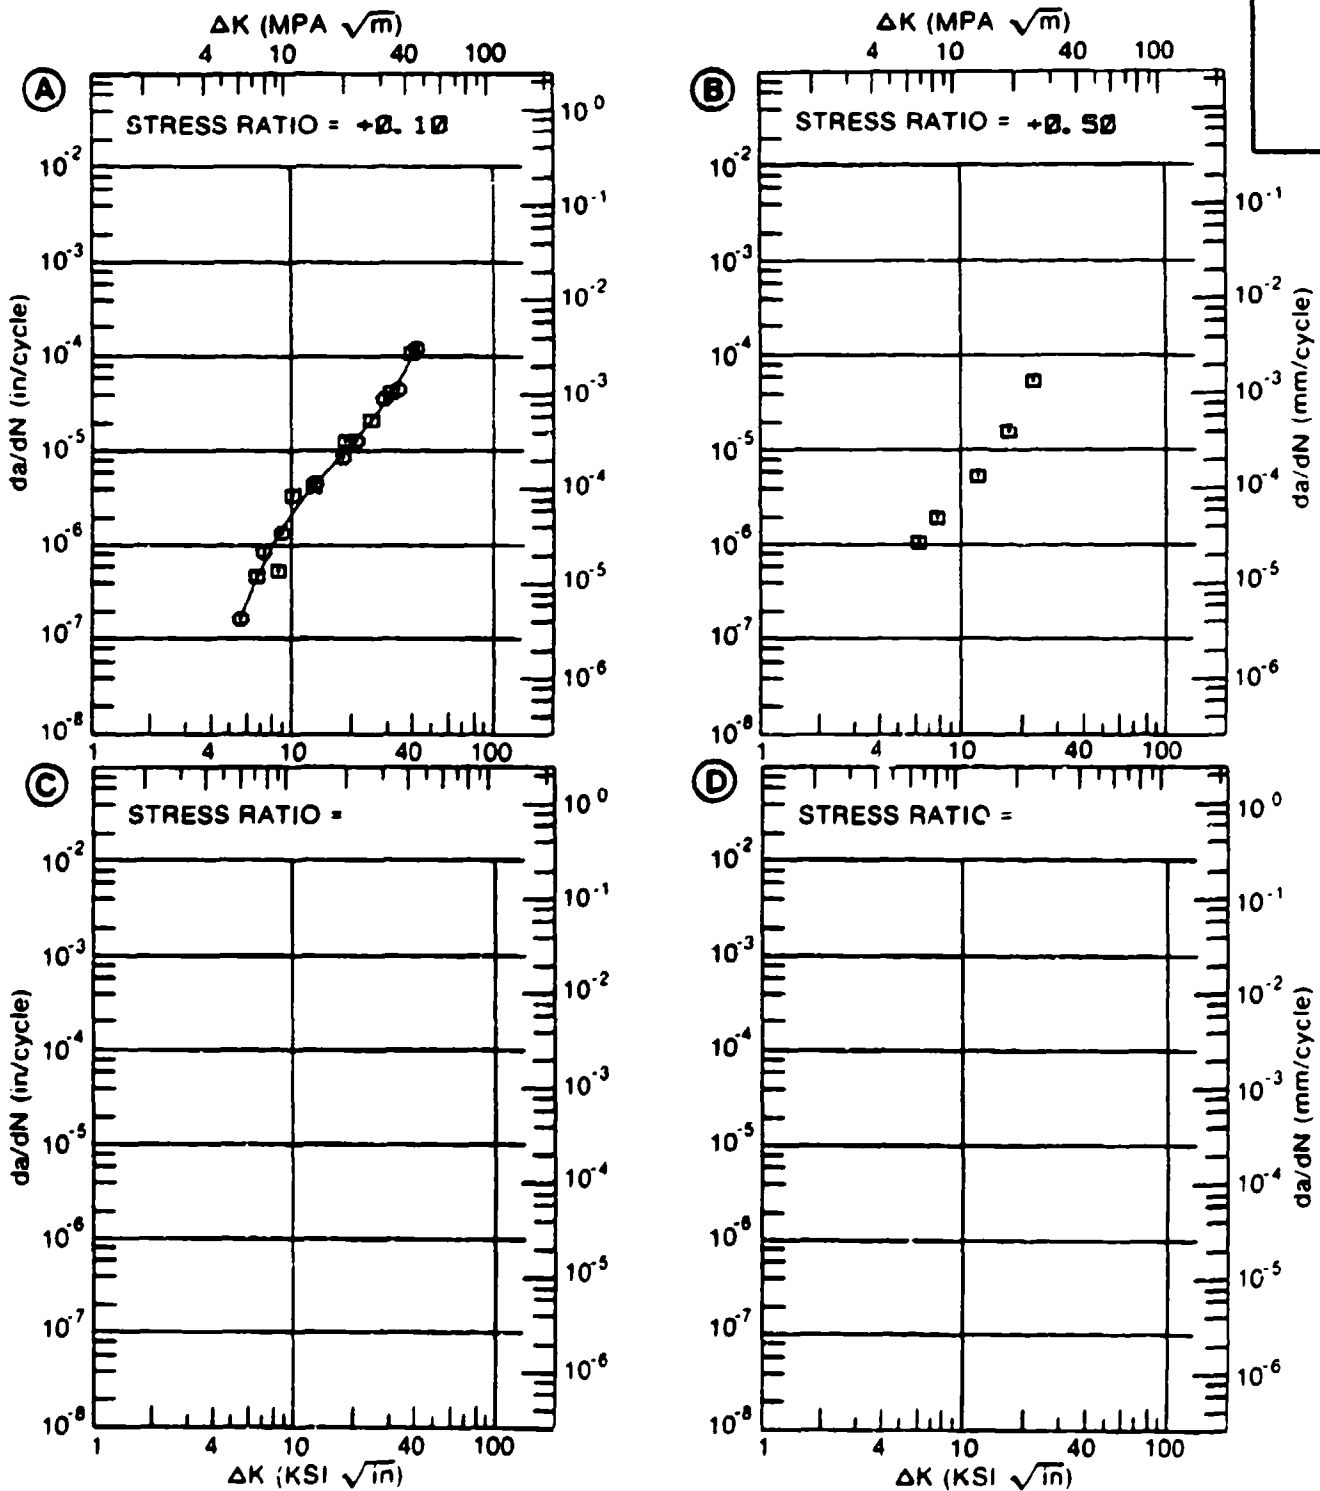 ΔK (MPA √m)
4 10 40 100
A
STRESS RATIO = +0.10
10^0
10^-2
10^-1
10^-3
10^-2
10^-4
10^-3
10^-5
10^-4
10^-6
10^-5
10^-7
10^-6
10^-8
1 4 10 40 100
da/dN (in/cycle)
ΔK (MPA √m)
4 10 40 100
B
STRESS RATIO = +0.50
10^-2
10^-1
10^-3
10^-2
10^-4
10^-3
10^-5
10^-4
10^-6
10^-5
10^-7
10^-6
10^-8
1 4 10 40 100
da/dN (mm/cycle)
C
STRESS RATIO =
10^0
10^-2
10^-1
10^-3
10^-2
10^-4
10^-3
10^-5
10^-4
10^-6
10^-5
10^-7
10^-6
10^-8
1 4 10 40 100
da/dN (in/cycle)
ΔK (KSI √in)
D
STRESS RATIO =
10^0
10^-2
10^-1
10^-3
10^-2
10^-4
10^-3
10^-5
10^-4
10^-6
10^-5
10^-7
10^-6
10^-8
1 4 10 40 100
da/dN (mm/cycle)
ΔK (KSI √in)